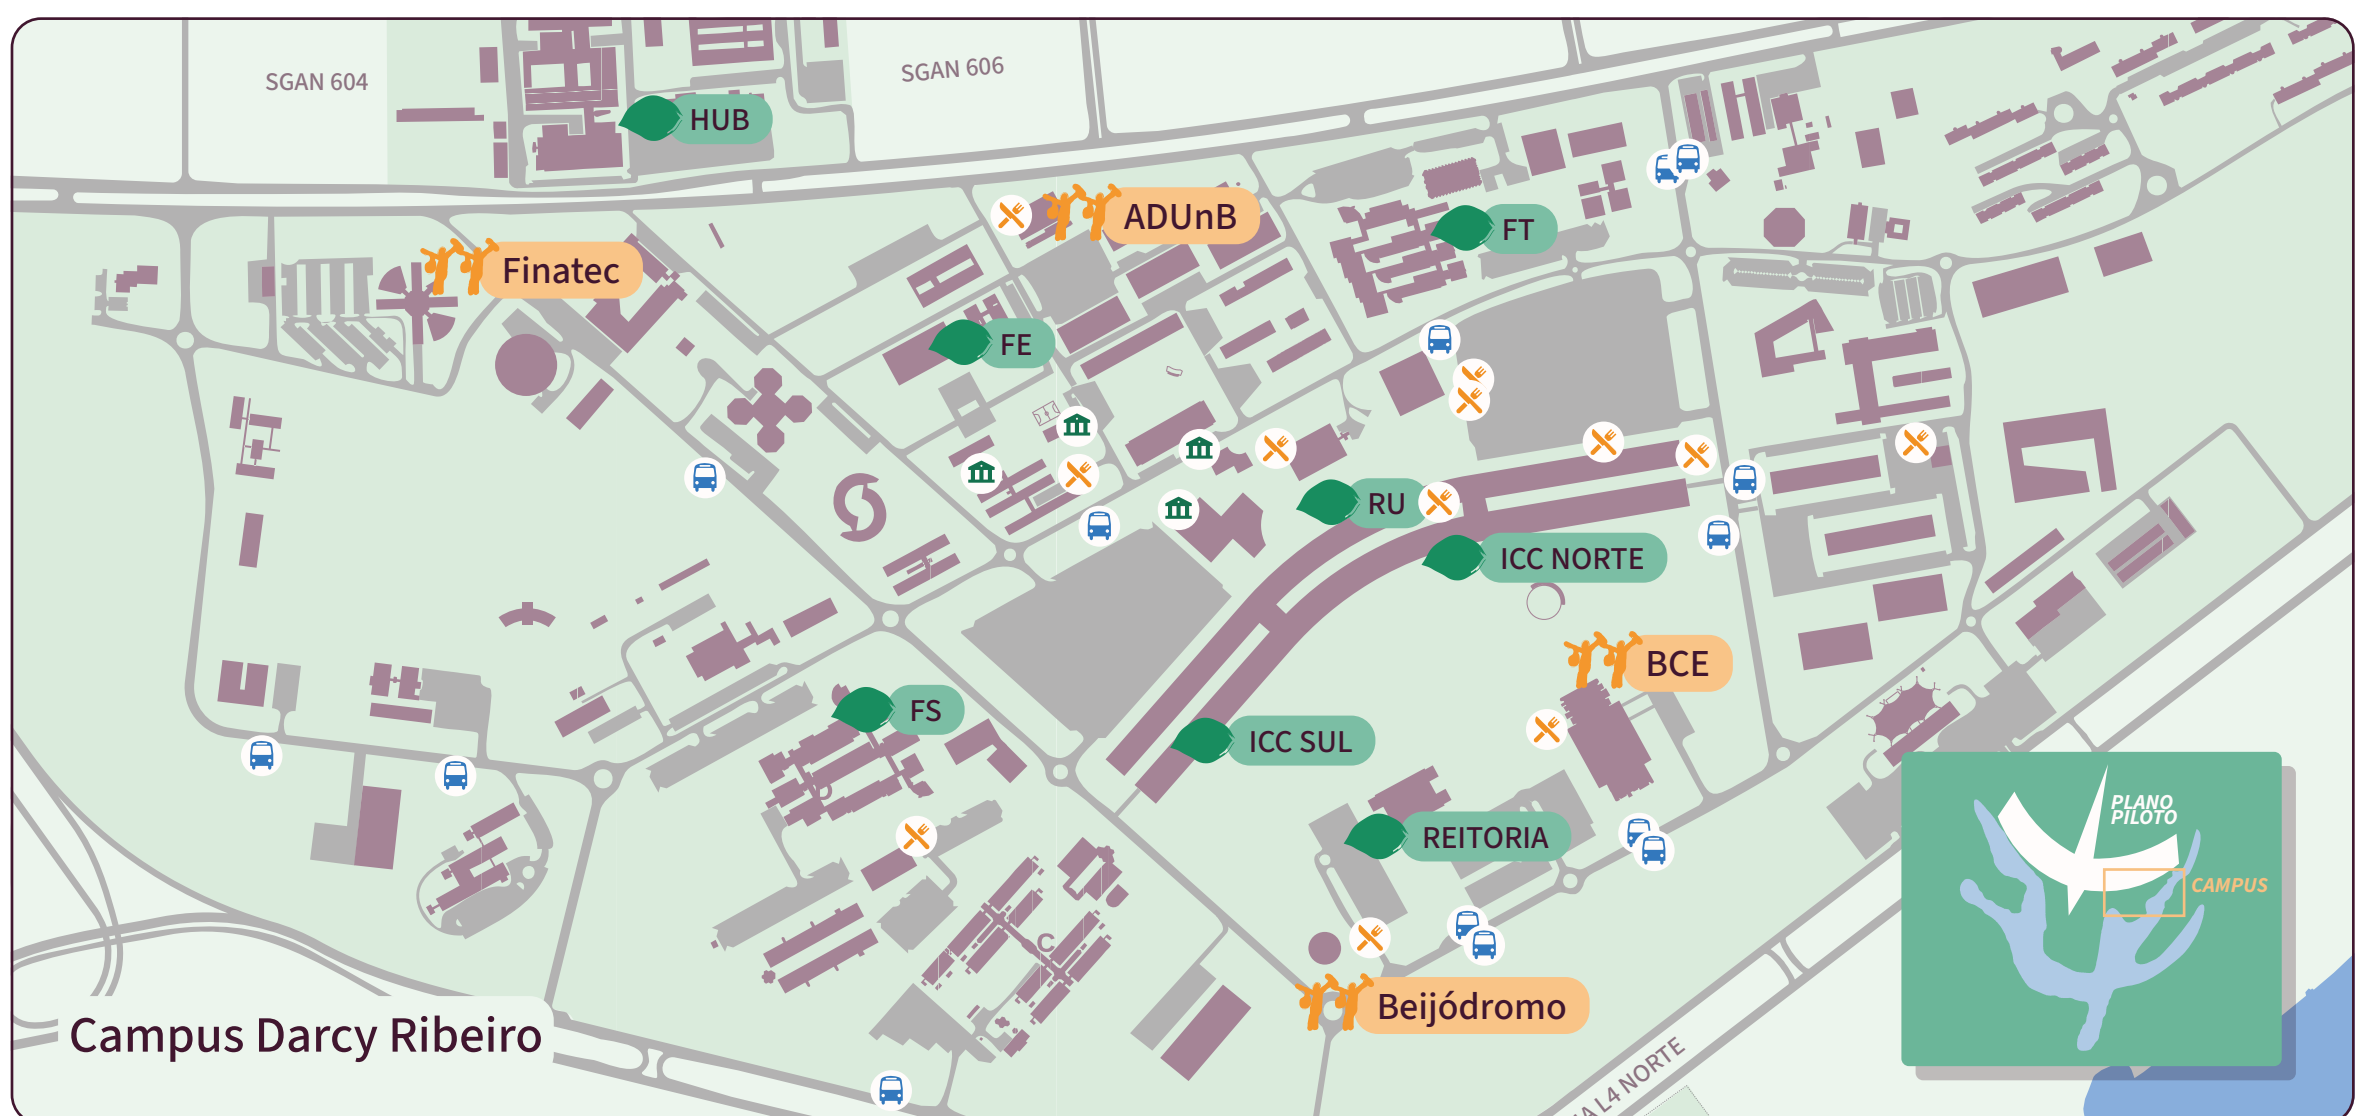 SGAN 604
SGAN 606
HUB
ADUnB
FT
Finatec
FE
RU
ICC NORTE
BCE
FS
ICC SUL
REITORIA
PLANO
PILOTO
CAMPUS
C
Beijódromo
Campus Darcy Ribeiro
L4 NORTE